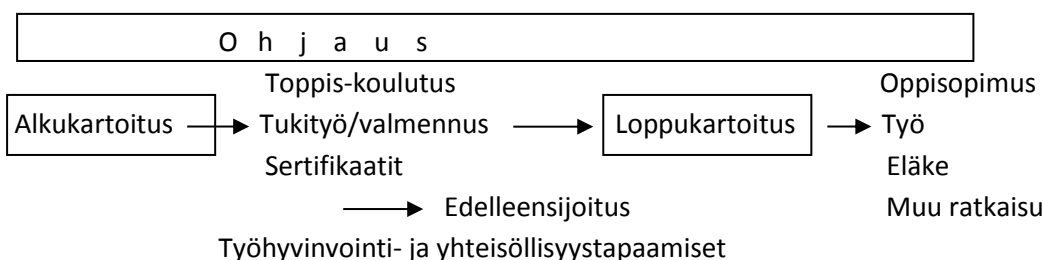 O h j a u s
Toppis-koulutus Oppisopimus
Alkukartoitus Tukityö/valmennus Loppukartoitus Työ
Sertifikaatit Eläke
Edelleensijoitus Muu ratkaisu
Työhyvinvointi- ja yhteisöllisyystapaamiset